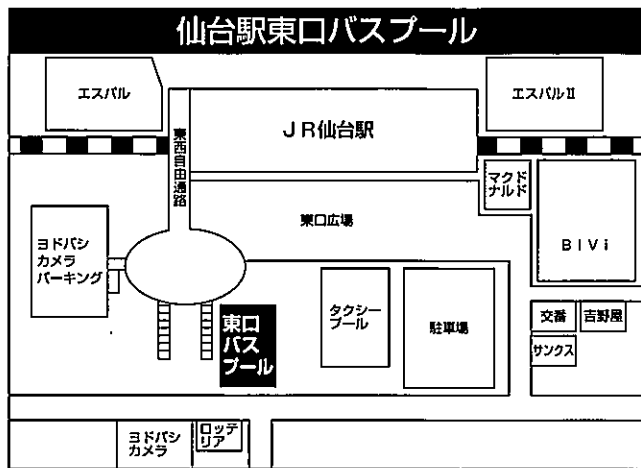 仙台駅東口バスプール
エスパル
エスパルⅡ
JR仙台駅
東西自由通路
マクド
ナルド
東口広場
BIVi
ヨドバシ
カメラ
パーキング
東口
バス
プール
タクシー
プール
駐車場
交番
吉野屋
サンクス
ヨドバシ
カメラ
ロッテ
リア